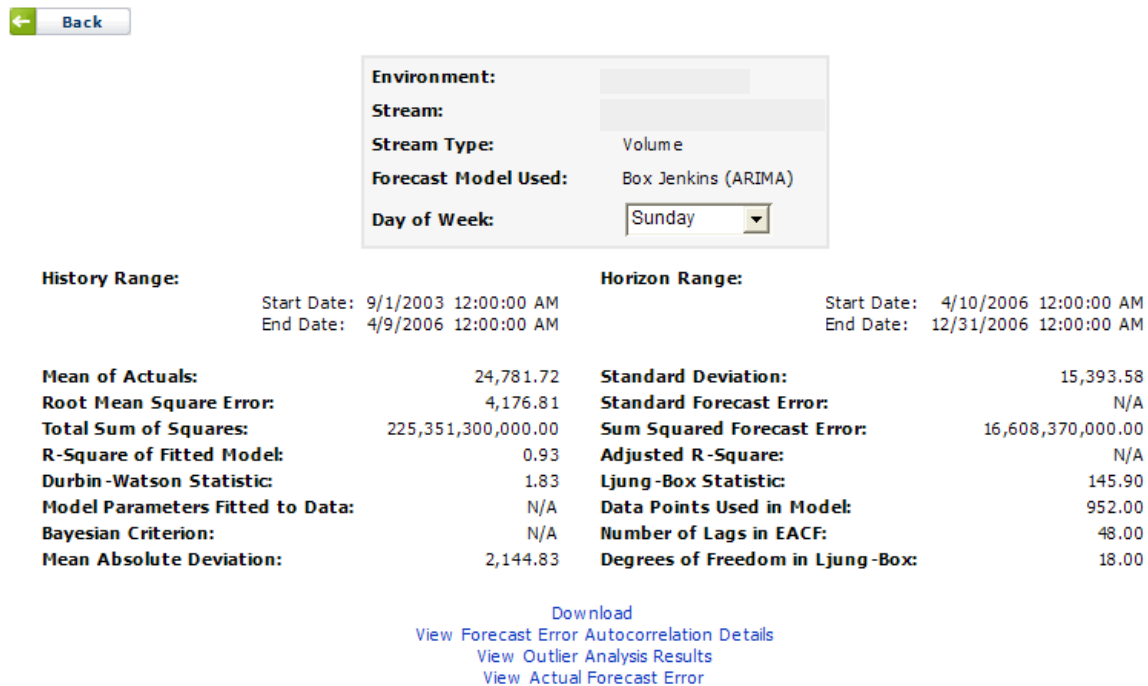 Back
Environment:
Stream:
Stream Type: Volume
Forecast Model Used: Box Jenkins (ARIMA)
Day of Week: Sunday
History Range: Horizon Range:
Start Date: 9/1/2003 12:00:00 AM Start Date: 4/10/2006 12:00:00 AM
End Date: 4/9/2006 12:00:00 AM End Date: 12/31/2006 12:00:00 AM
Mean of Actuals: 24,781.72 Standard Deviation: 15,393.58
Root Mean Square Error: 4,176.81 Standard Forecast Error: N/A
Total Sum of Squares: 225,351,300,000.00 Sum Squared Forecast Error: 16,608,370,000.00
R-Square of Fitted Model: 0.93 Adjusted R-Square: N/A
Durbin-Watson Statistic: 1.83 Ljung-Box Statistic: 145.90
Model Parameters Fitted to Data: N/A Data Points Used in Model: 952.00
Bayesian Criterion: N/A Number of Lags in EACF: 48.00
Mean Absolute Deviation: 2,144.83 Degrees of Freedom in Ljung-Box: 18.00
Download
View Forecast Error Autocorrelation Details
View Outlier Analysis Results
View Actual Forecast Error